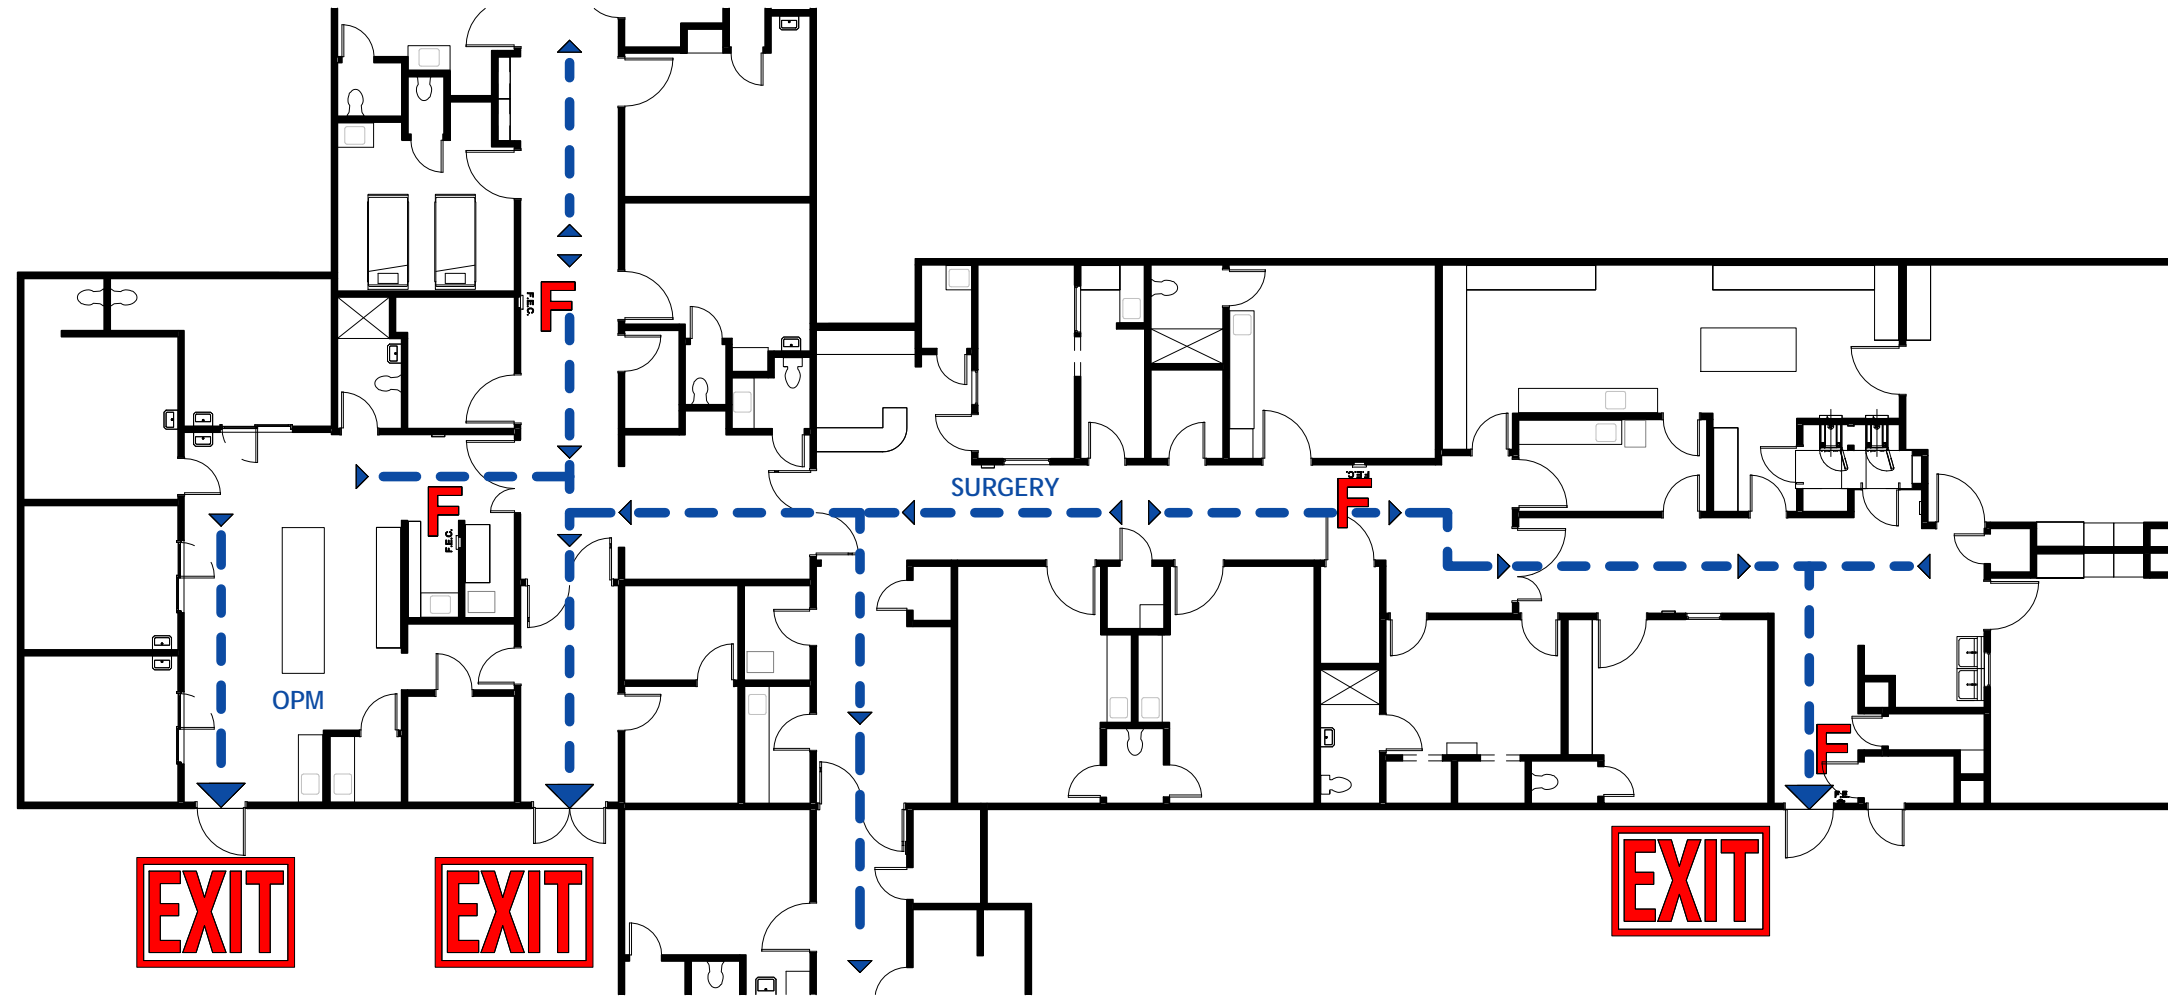 F.E.C.
F
SURGERY
F
F.E.C.
F.E.C.
F
OPM
F
F.E.
EXIT
EXIT
EXIT